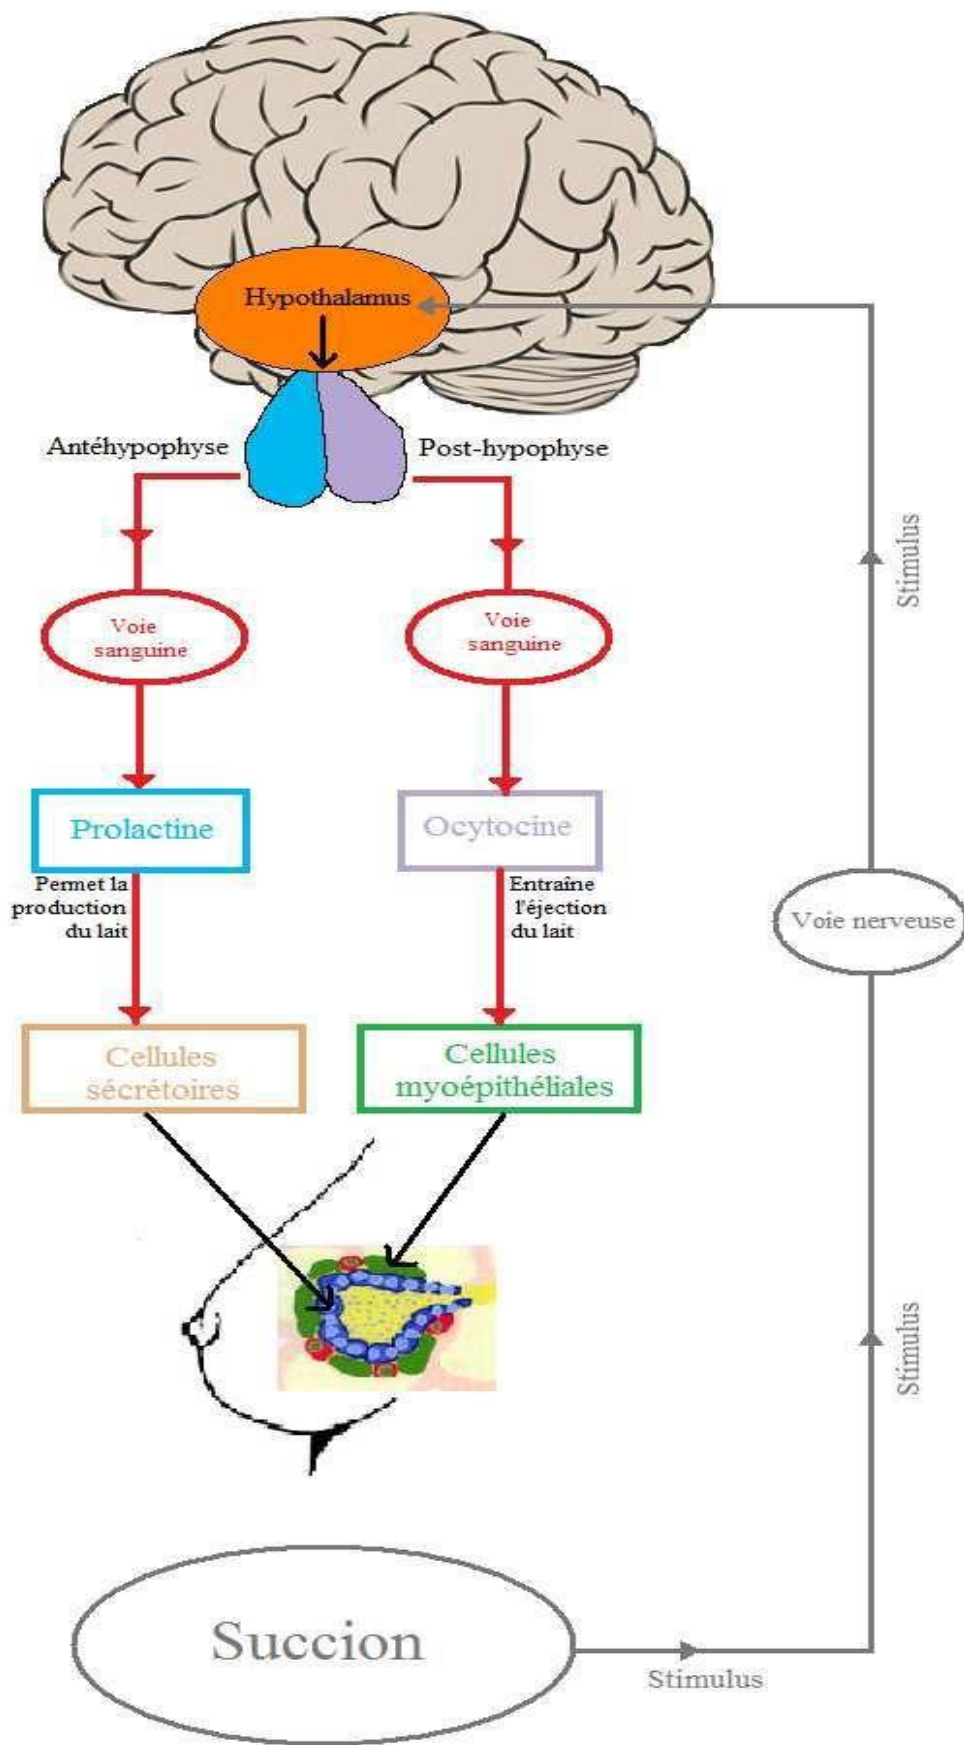 Hypothalamus
Antéhypophyse
Post-hypophyse
Stimulus
Voie
sanguine
Voie
sanguine
Prolactine
Ocytocine
Permet la
production
du lait
Entraîne
l'éjection
du lait
Voie nerveuse
Cellules
sécrétoires
Cellules
myoépithéliales
Stimulus
Succion
Stimulus